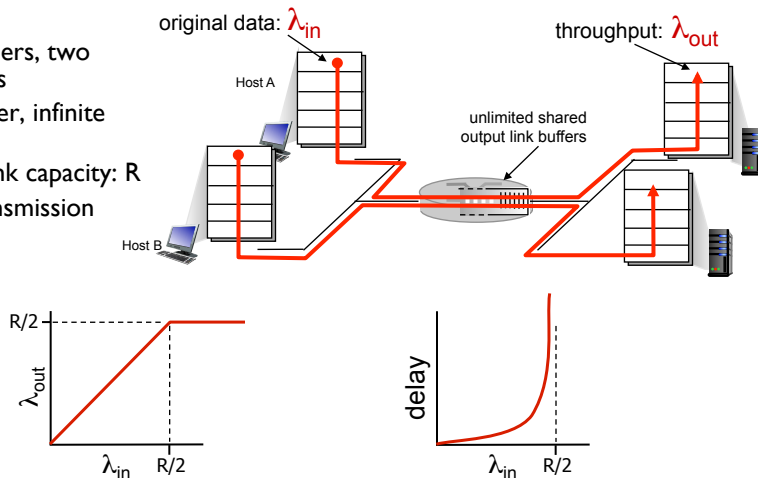 original data: λin
throughput: λout
ers, two
s
Host A
er, infinite
unlimited shared
output link buffers
nk capacity: R
nsmission
Host B
R/2
λout
λin R/2
delay
λin R/2